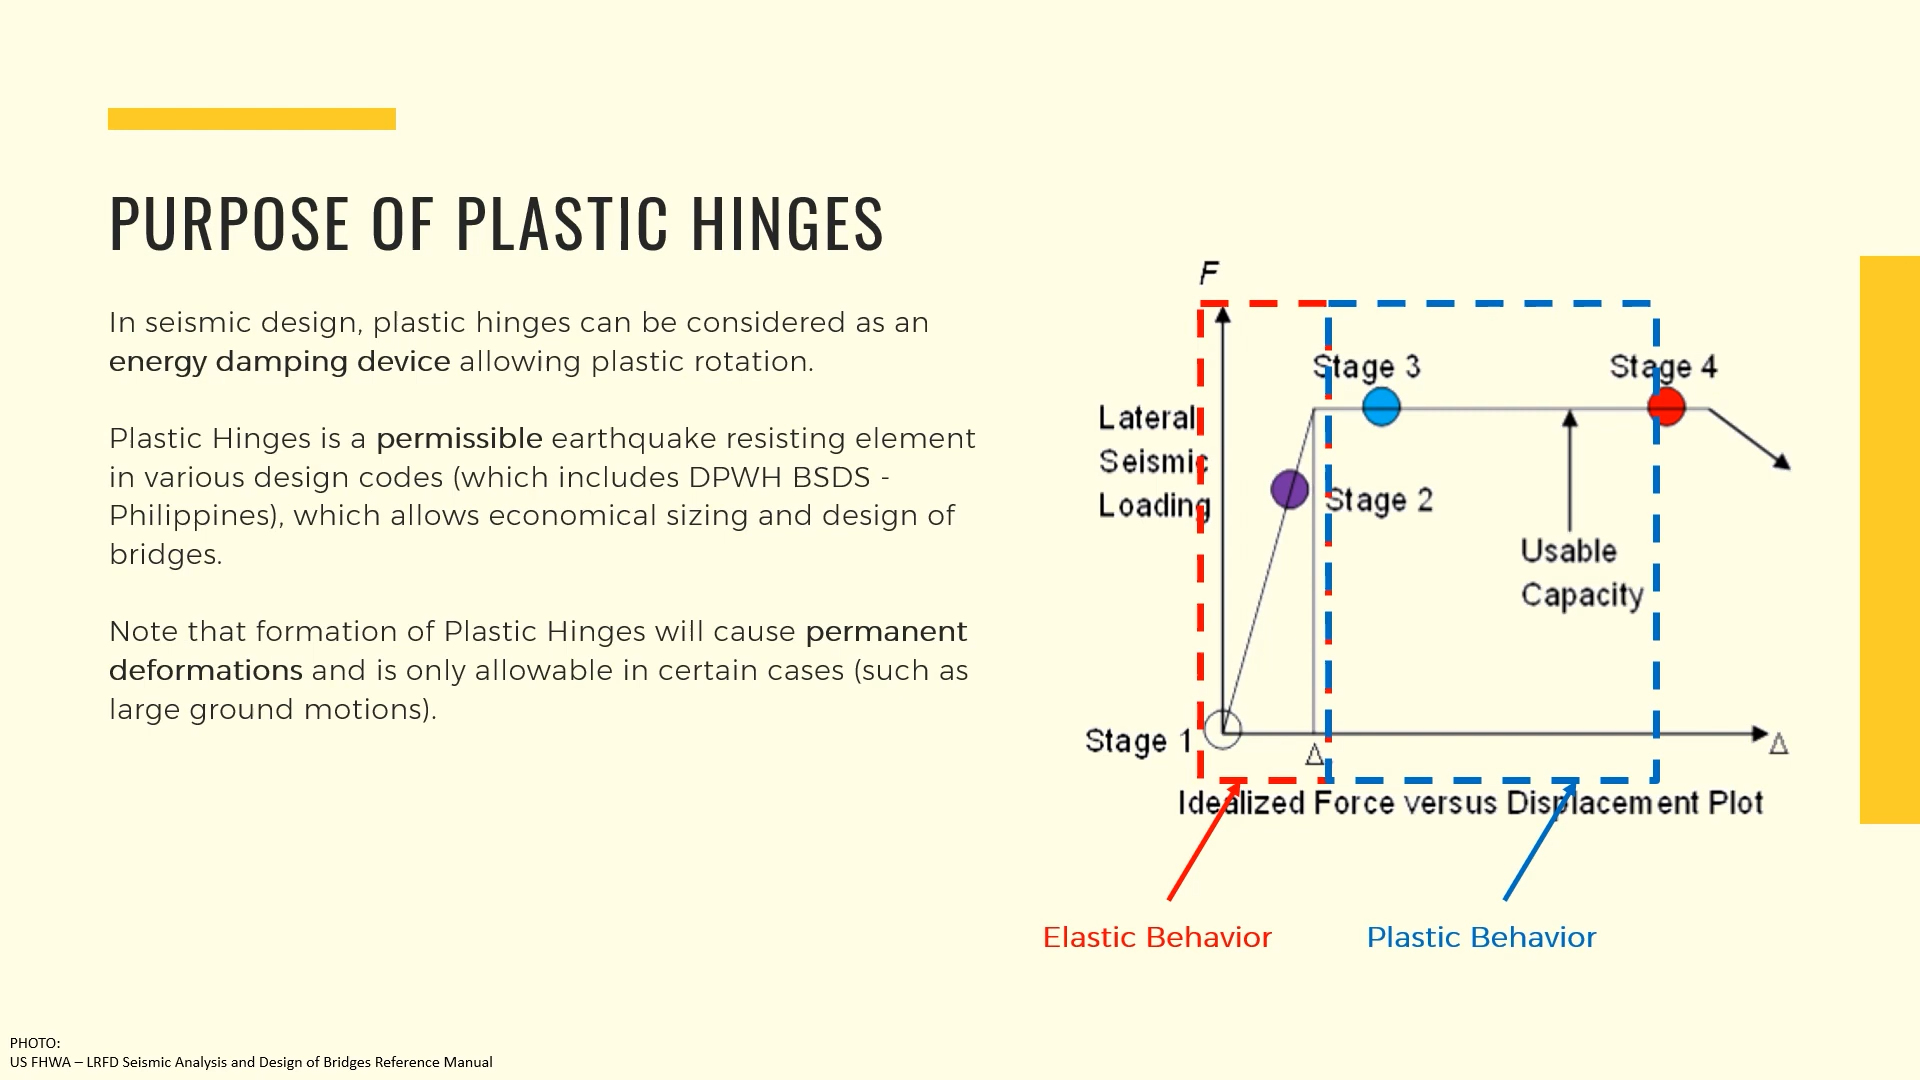 PURPOSE OF PLASTIC HINGES
In seismic design, plastic hinges can be considered as an
energy damping device allowing plastic rotation.
Plastic Hinges is a permissible earthquake resisting element
in various design codes (which includes DPWH BSDS -
Philippines), which allows economical sizing and design of
bridges.
Note that formation of Plastic Hinges will cause permanent
deformations and is only allowable in certain cases (such as
large ground motions).
F
Stage 3
Stage 4
Lateral
Seismic
Loading
Stage 2
Usable
Capacity
Stage 1
Δ
Δ
Idealized Force versus Displacement Plot
Elastic Behavior
Plastic Behavior
PHOTO:
US FHWA – LRFD Seismic Analysis and Design of Bridges Reference Manual